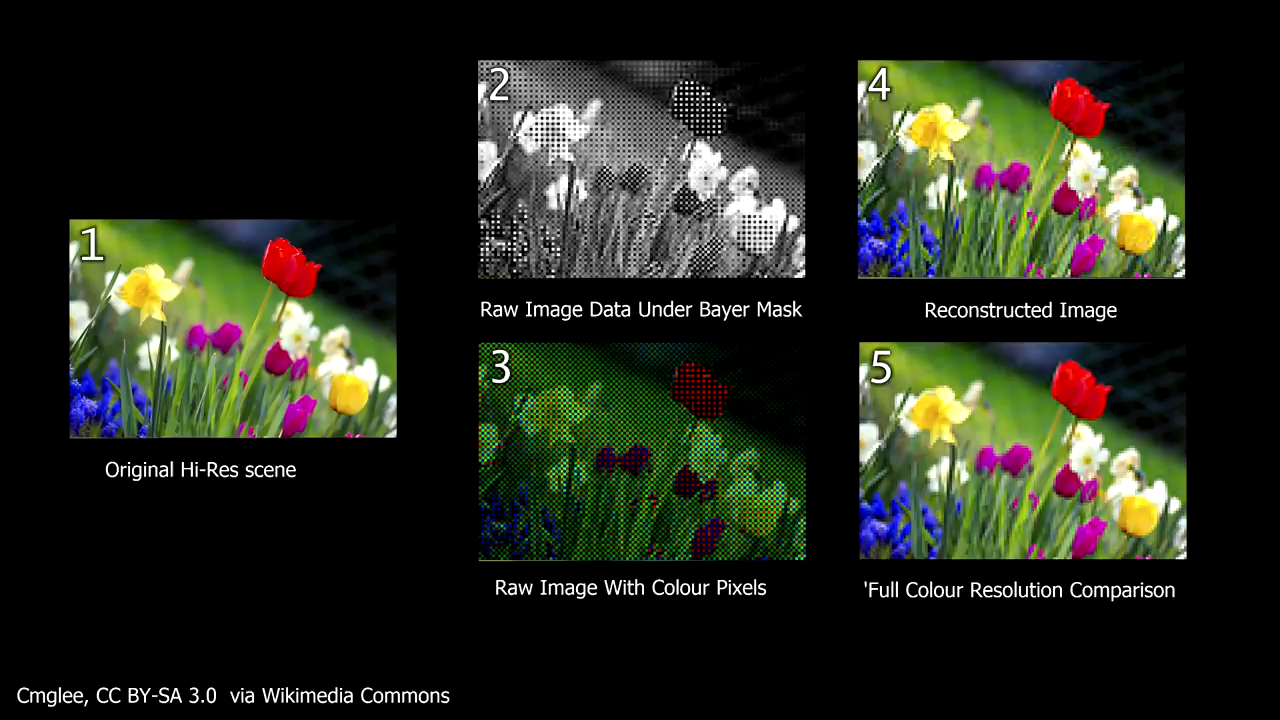 1
Original Hi-Res scene
2
Raw Image Data Under Bayer Mask
3
Raw Image With Colour Pixels
4
Reconstructed Image
5
'Full Colour Resolution Comparison
Cmglee, CC BY-SA 3.0  via Wikimedia Commons